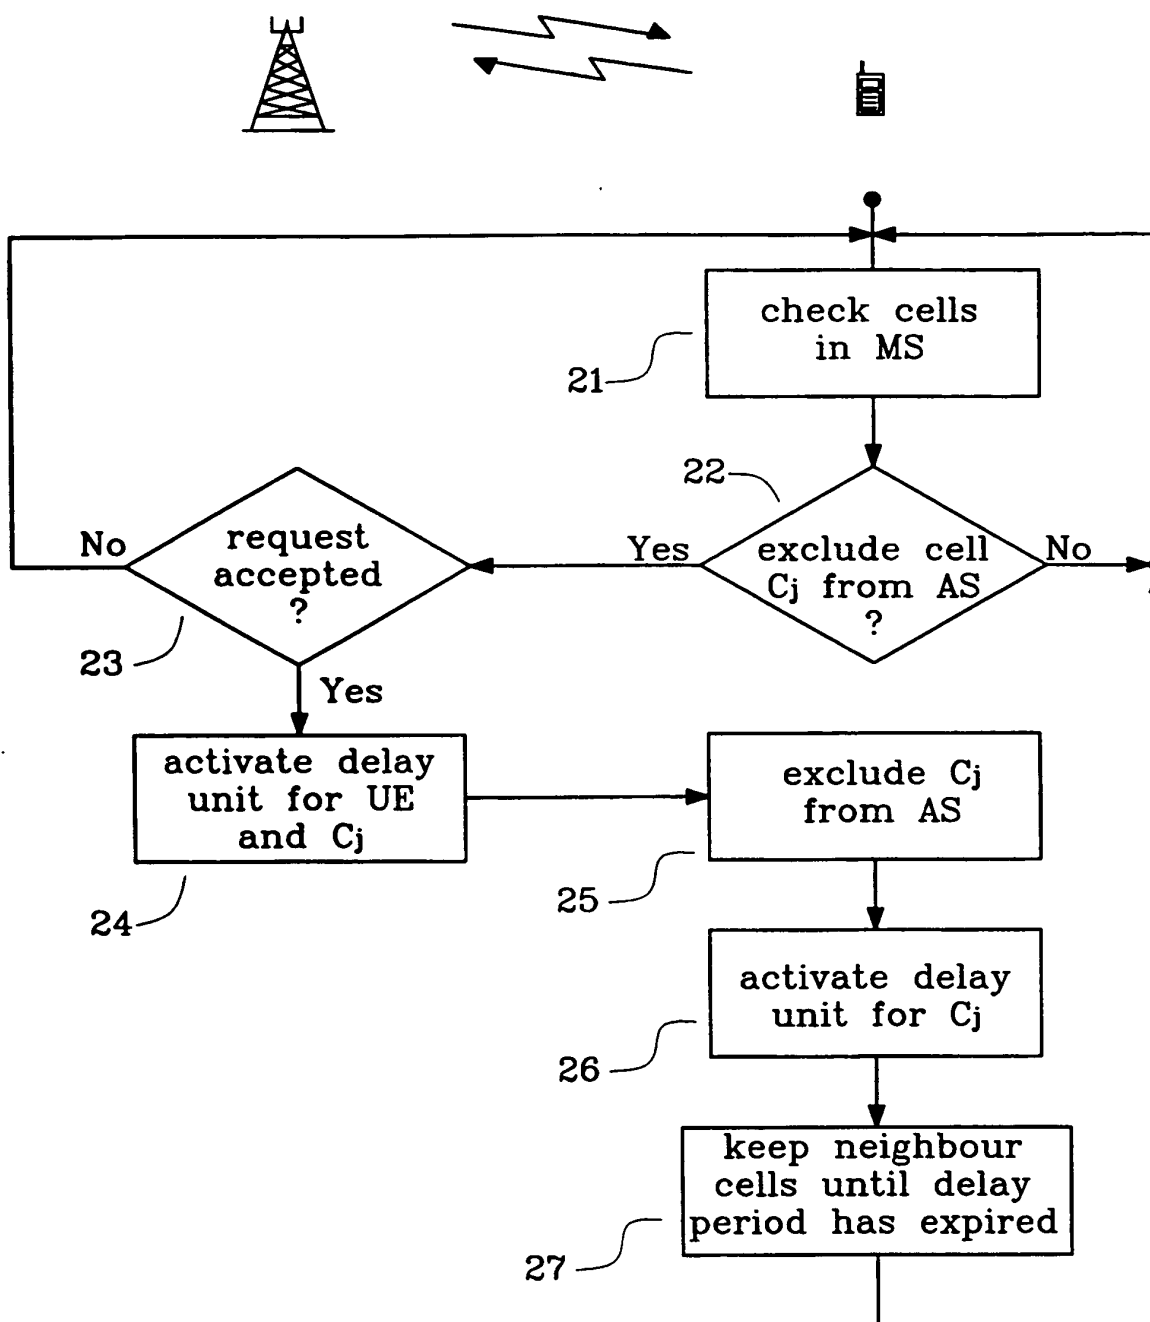 check cells
in MS
21
22
exclude cell
Cj from AS
?
Yes
No
request
accepted
?
No
23
Yes
activate delay
unit for UE
and Cj
24
exclude Cj
from AS
25
activate delay
unit for Cj
26
keep neighbour
cells until delay
period has expired
27